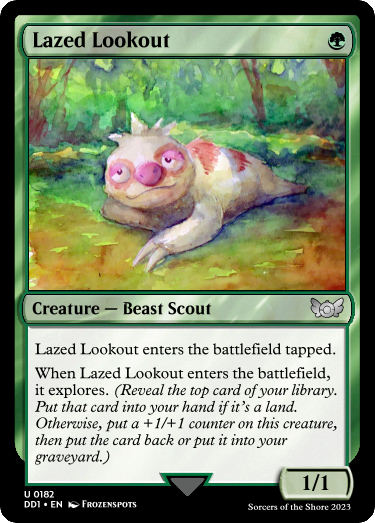 Lazed Lookout
Creature — Beast Scout
Lazed Lookout enters the battlefield tapped.
When Lazed Lookout enters the battlefield,
it explores. (Reveal the top card of your library.
Put that card into your hand if it's a land.
Otherwise, put a +1/+1 counter on this creature,
then put the card back or put it into your
graveyard.)
1/1
U 0182
DD1 • EN Frozenspots
Sorcers of the Shore 2023